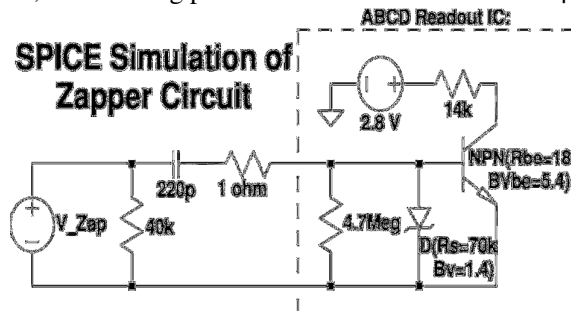 ABCD Readout IC:
SPICE Simulation of
Zapper Circuit
2.8 V
14k
NPN(Rbe=18
BVbe=5.4)
220p
1 ohm
V_Zap
40k
4.7Meg
D(Rs=70k
Bv=1.4)